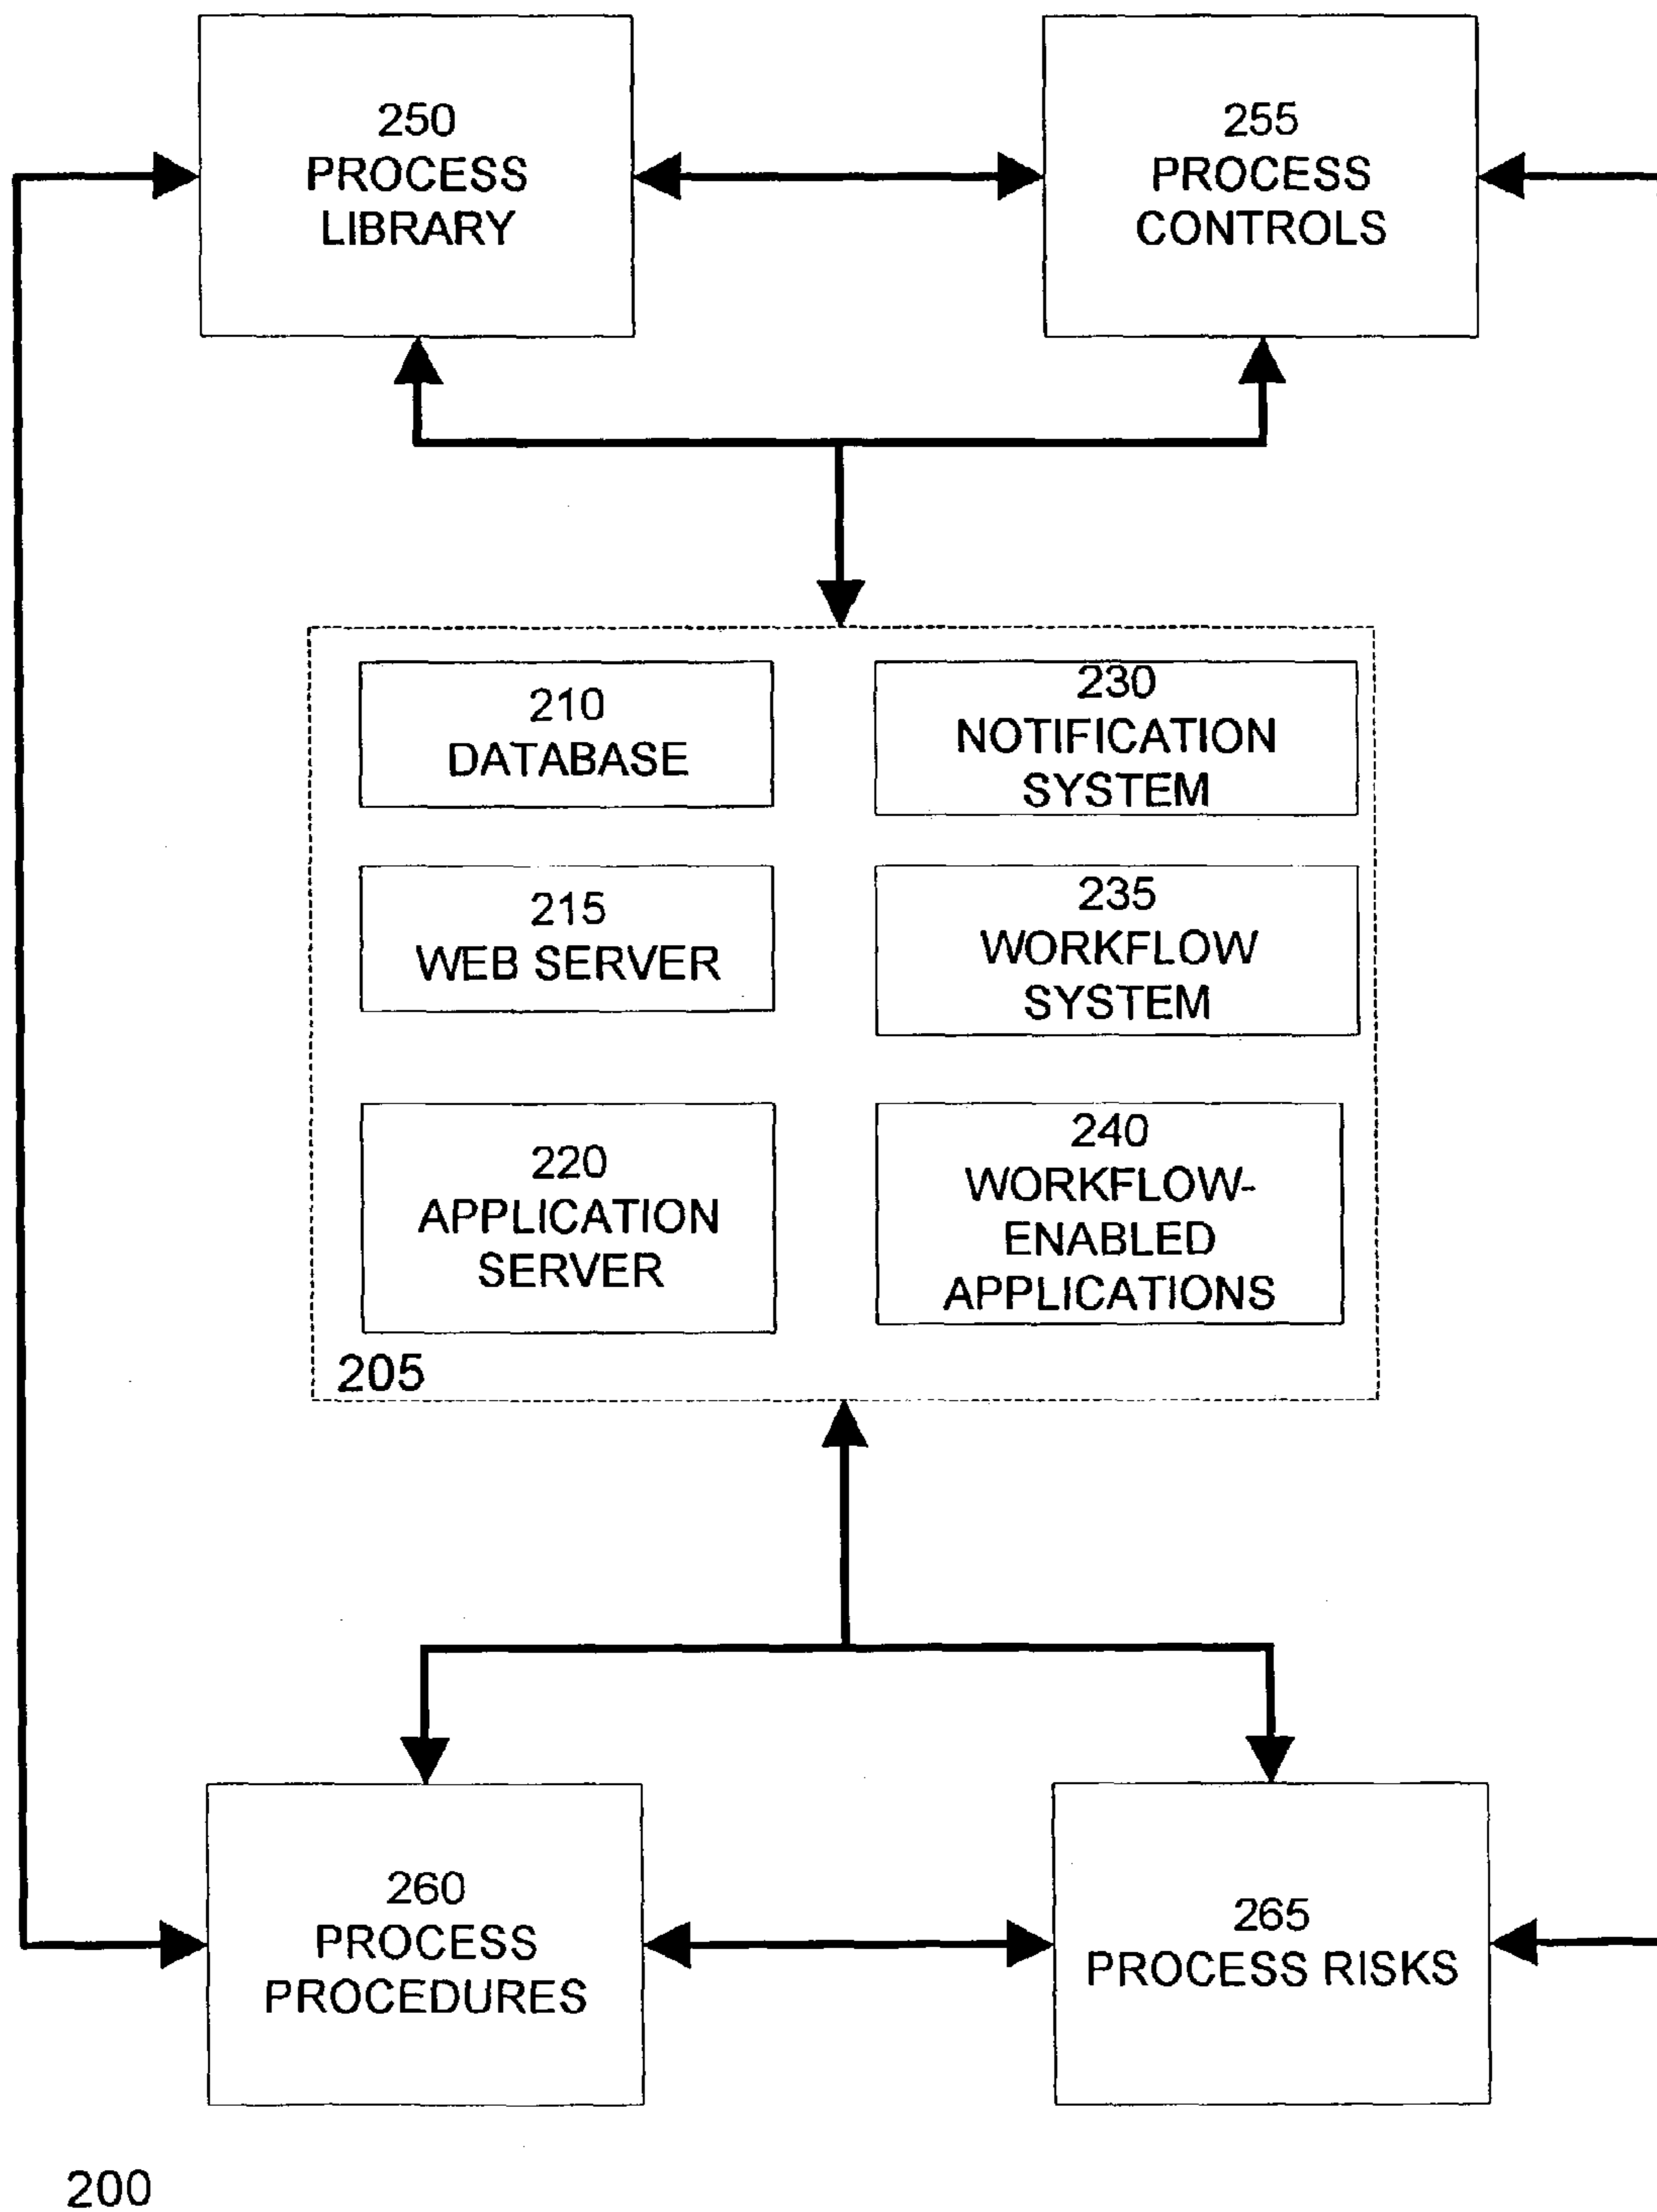 250
PROCESS
LIBRARY
255
PROCESS
CONTROLS
210
DATABASE
230
NOTIFICATION
SYSTEM
215
WEB SERVER
235
WORKFLOW
SYSTEM
220
APPLICATION
SERVER
240
WORKFLOW-
ENABLED
APPLICATIONS
205
260
PROCESS
PROCEDURES
265
PROCESS RISKS
200